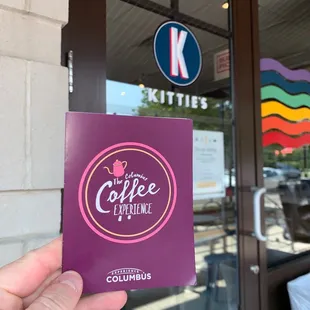 K
KITTIE'S
The Columbus
Coffee
EXPERIENCE
EXPERIENCE
COLUMBUS